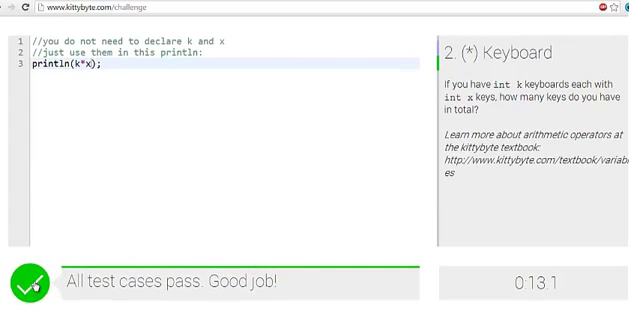 www.kittybyte.com/challenge
1 //you do not need to declare k and x
2 //just use them in this println:
3 println(k*x);
2. (*) Keyboard
If you have int k keyboards each with
int x keys, how many keys do you have
in total?
Learn more about arithmetic operators at
the kittybyte textbook:
http://www.kittybyte.com/textbook/variabl
es
All test cases pass. Good job!
0:13.1